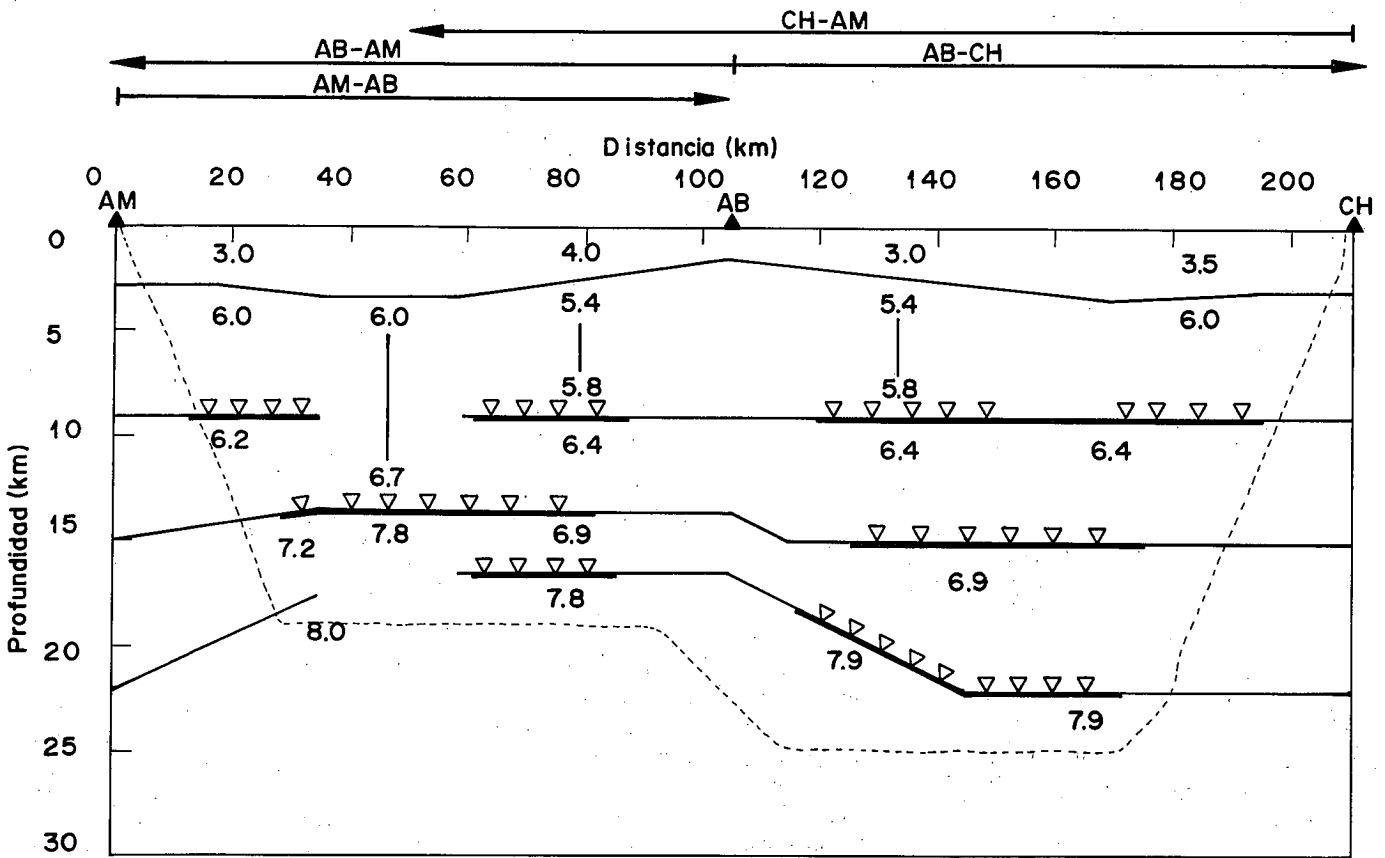 CH-AM
AB-AM AB-CH
AM-AB
Distancia (km)
0 20 40 60 80 100 120 140 160 180 200
AM AB CH
0
3.0 4.0 3.0 3.5
6.0 6.0 5.4 5.4 6.0
5
5.8 5.8
10
6.2 6.4 6.4 6.4
6.7
15
7.2 7.8 6.9
6.9
7.8
8.0
20
7.9
7.9
25
30
Profundidad (km)